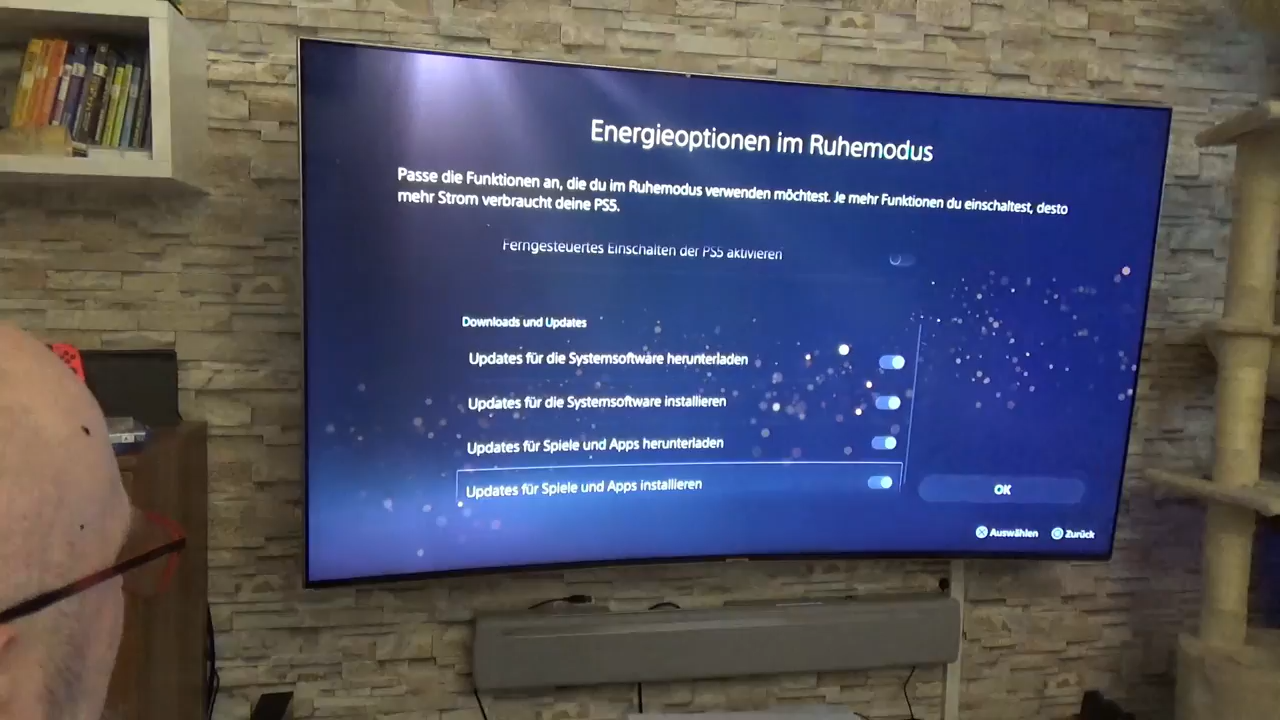 Energieoptionen im Ruhemodus
Passe die Funktionen an, die du im Ruhemodus verwenden möchtest. Je mehr Funktionen du einschaltest, desto
mehr Strom verbraucht deine PS5.
Ferngesteuertes Einschalten der PS5 aktivieren
Downloads und Updates
Updates für die Systemsoftware herunterladen
Updates für die Systemsoftware installieren
Updates für Spiele und Apps herunterladen
Updates für Spiele und Apps installieren
OK
Auswählen
Zurück